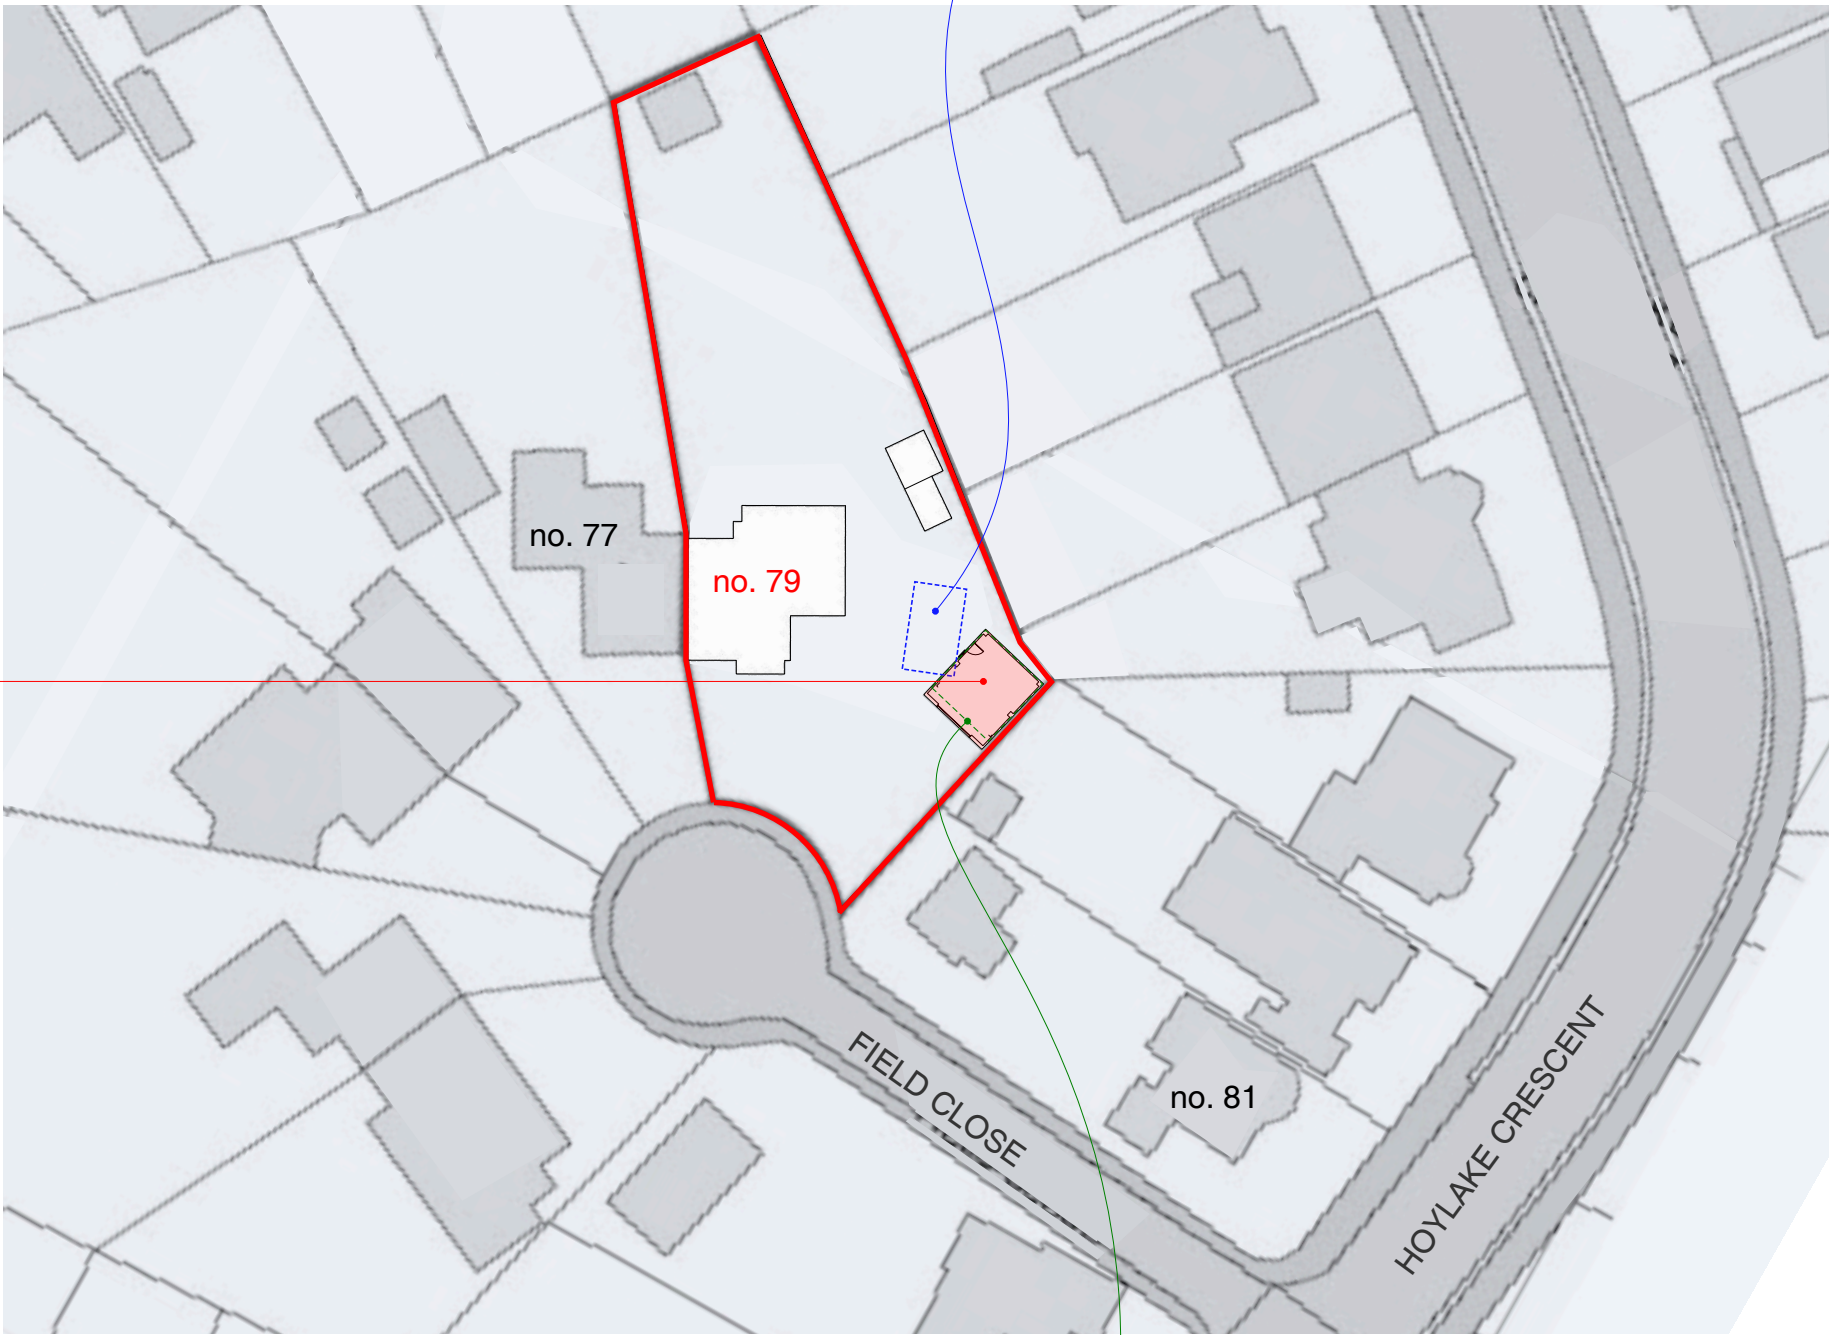 no. 77
no. 79
FIELD CLOSE
no. 81
HOYLAKE CRESCENT